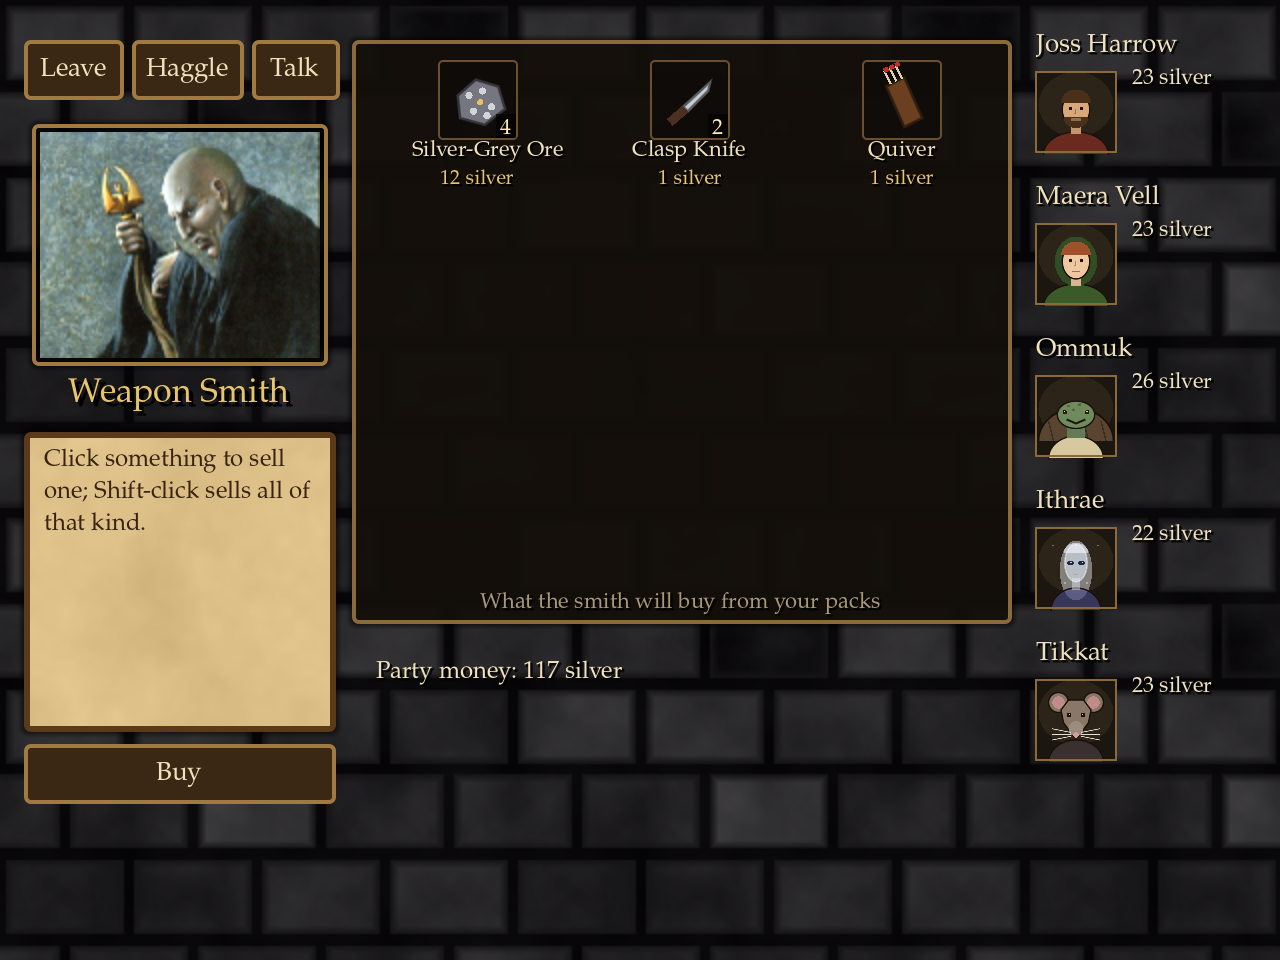 Leave
Haggle
Talk
Weapon Smith
Click something to sell
one; Shift-click sells all of
that kind.
Buy
4
Silver-Grey Ore
12 silver
2
Clasp Knife
1 silver
Quiver
1 silver
What the smith will buy from your packs
Party money: 117 silver
Joss Harrow
23 silver
Maera Vell
23 silver
Ommuk
26 silver
Ithrae
22 silver
Tikkat
23 silver